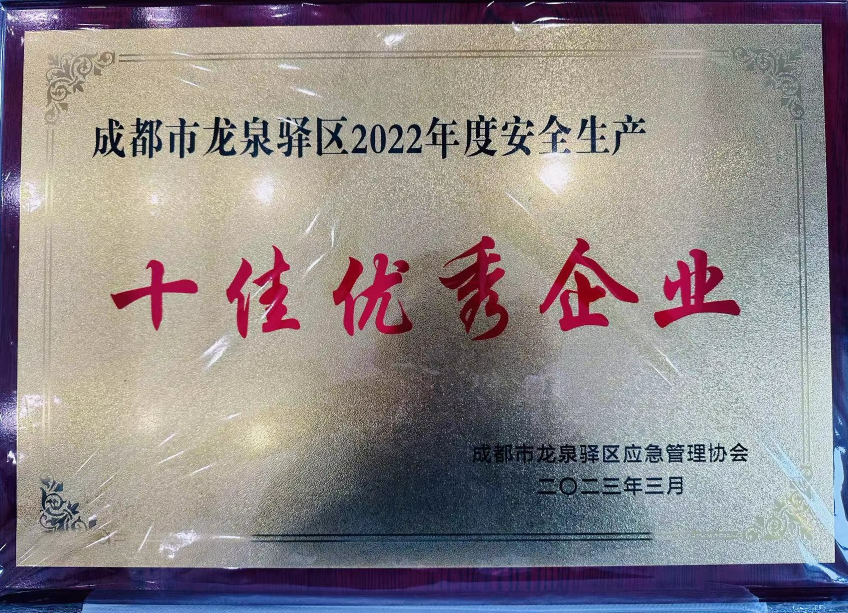 成都市龙泉驿区2022年度安全生产
十佳优秀企业
成都市龙泉驿区应急管理协会
二〇二三年三月